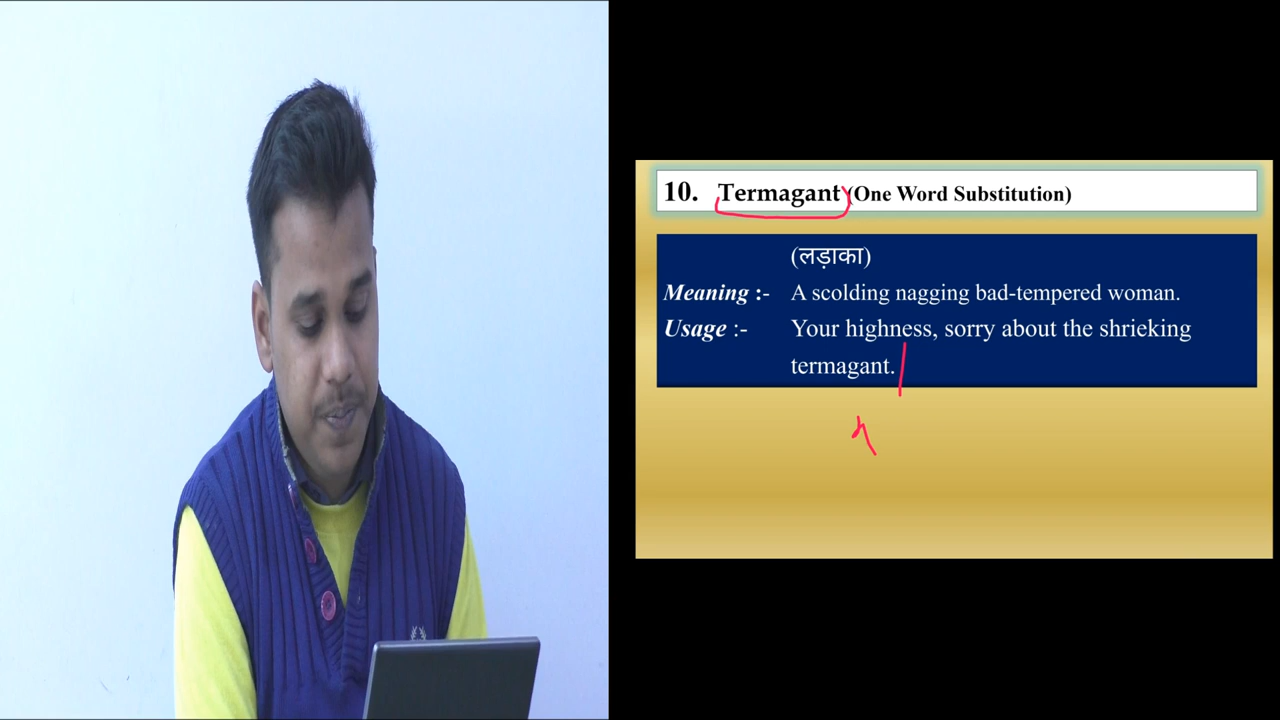 10. Termagant (One Word Substitution)
(लड़ाका)
Meaning :- A scolding nagging bad-tempered woman.
Usage :- Your highness, sorry about the shrieking
termagant.